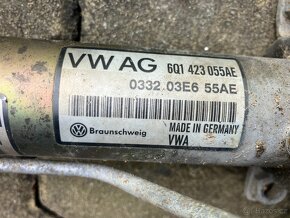 VW AG 6Q1 423 055AE
0332.03E6 55AE
Braunschweig
MADE IN GERMANY
VWA